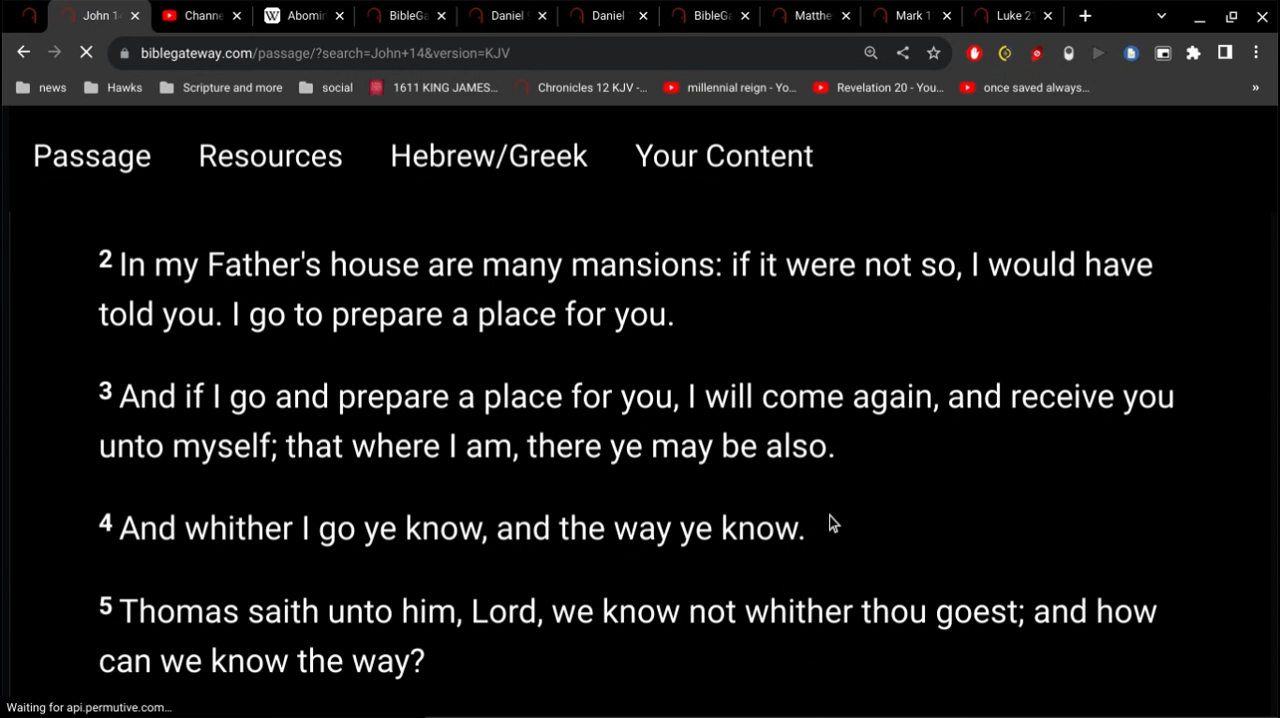 John 1
Channe
Abomin
BibleGa
Daniel 9
Daniel
BibleGa
Matthe
Mark 1
Luke 21
biblegateway.com/passage/?search=John+14&version=KJV
news Hawks Scripture and more social 1611 KING JAMES... Chronicles 12 KJV -... millennial reign - Yo... Revelation 20 - You... once saved always... »
Passage Resources Hebrew/Greek Your Content
2 In my Father's house are many mansions: if it were not so, I would have
told you. I go to prepare a place for you.
3 And if I go and prepare a place for you, I will come again, and receive you
unto myself; that where I am, there ye may be also.
4 And whither I go ye know, and the way ye know.
5 Thomas saith unto him, Lord, we know not whither thou goest; and how
can we know the way?
Waiting for api.permutive.com...